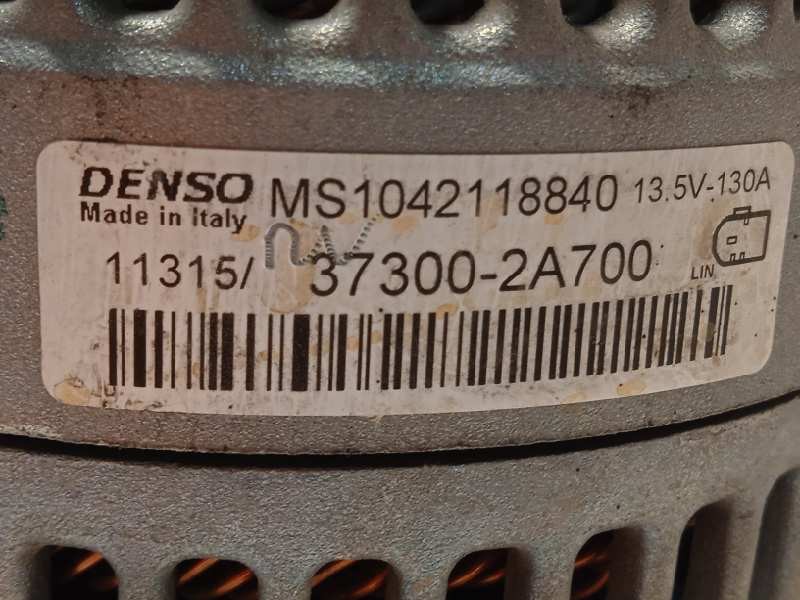 DENSO MS1042118840 13.5V-130A
Made in Italy
11315/ 37300-2A700 LIN